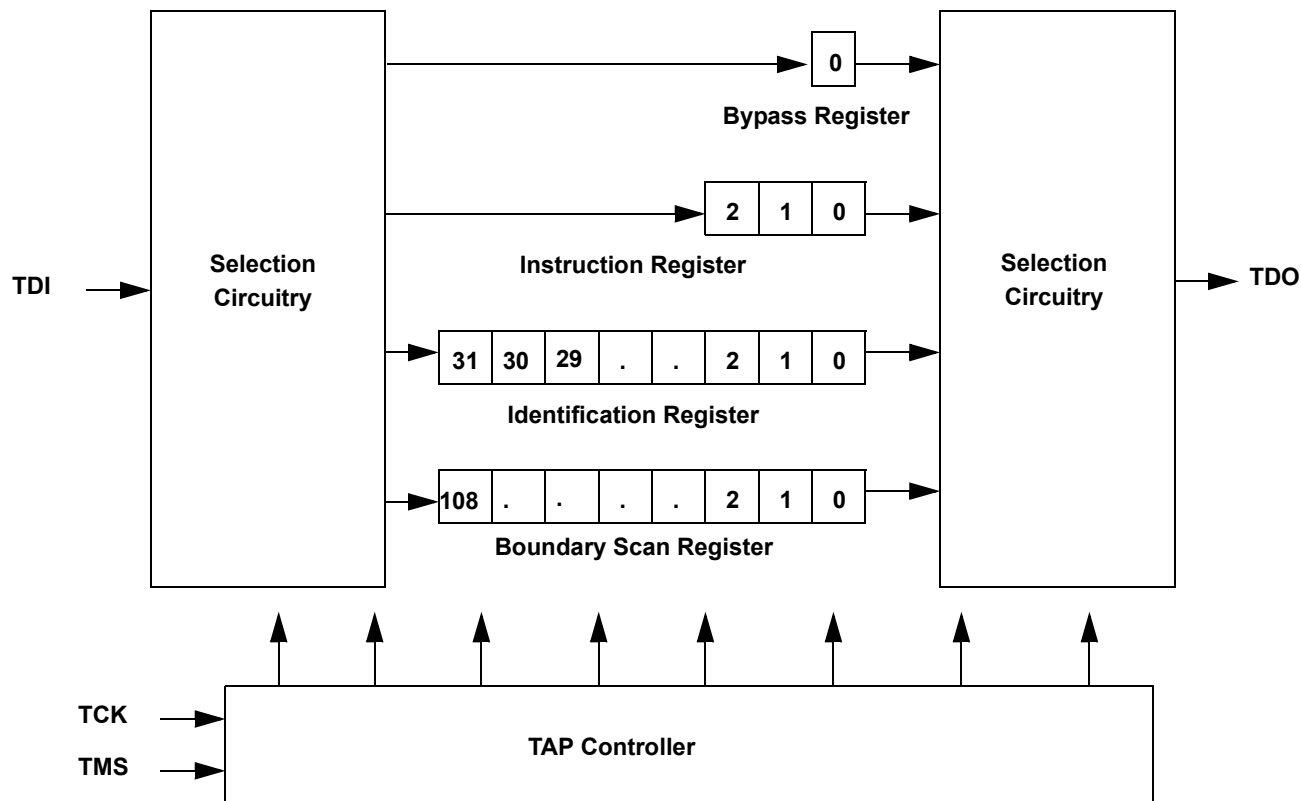 0
Bypass Register
2 1 0
Instruction Register
Selection
Circuitry
Selection
Circuitry
TDI
TDO
31 30 29 . . 2 1 0
Identification Register
108 . . . . 2 1 0
Boundary Scan Register
TCK
TMS
TAP Controller